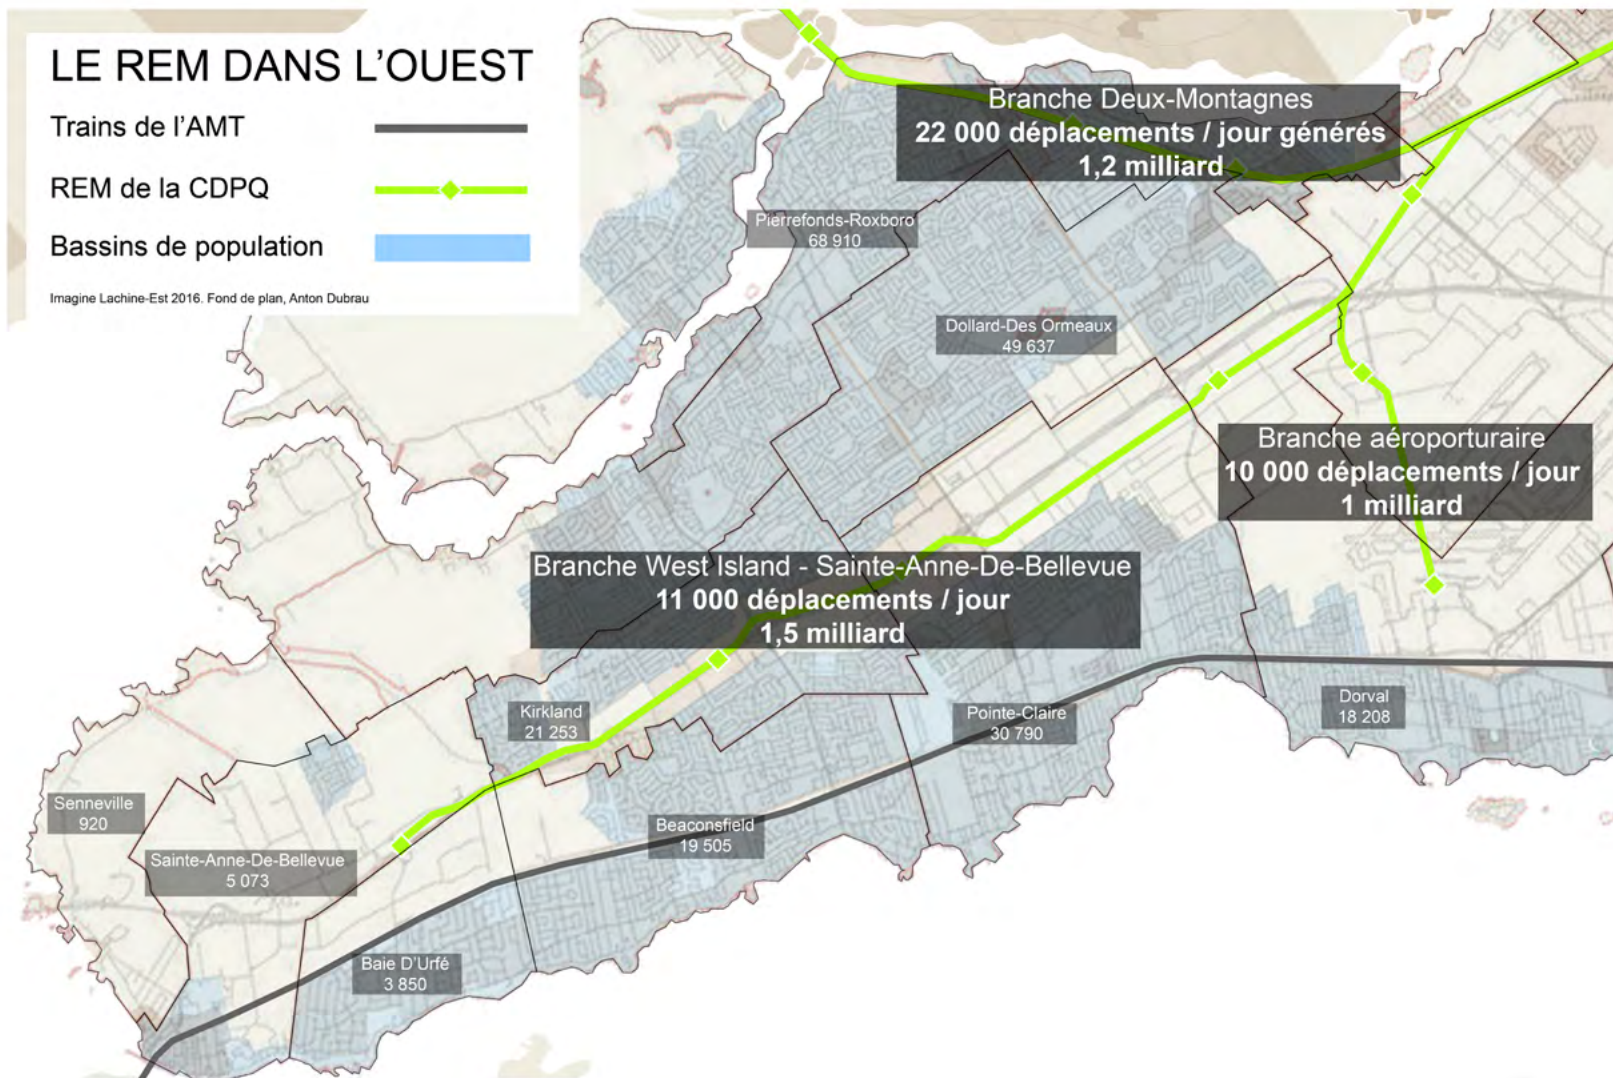 LE REM DANS L'OUEST
Trains de l'AMT
REM de la CDPQ
Bassins de population
Imagine Lachine-Est 2016. Fond de plan, Anton Dubrau
Branche Deux-Montagnes
22 000 déplacements / jour générés
1,2 milliard
Pierrefonds-Roxboro
68 910
Dollard-Des Ormeaux
49 637
Branche aéroporturaire
10 000 déplacements / jour
1 milliard
Branche West Island - Sainte-Anne-De-Bellevue
11 000 déplacements / jour
1,5 milliard
Kirkland
21 253
Pointe-Claire
30 790
Dorval
18 208
Senneville
920
Beaconsfield
19 505
Sainte-Anne-De-Bellevue
5 073
Baie D'Urfé
3 850